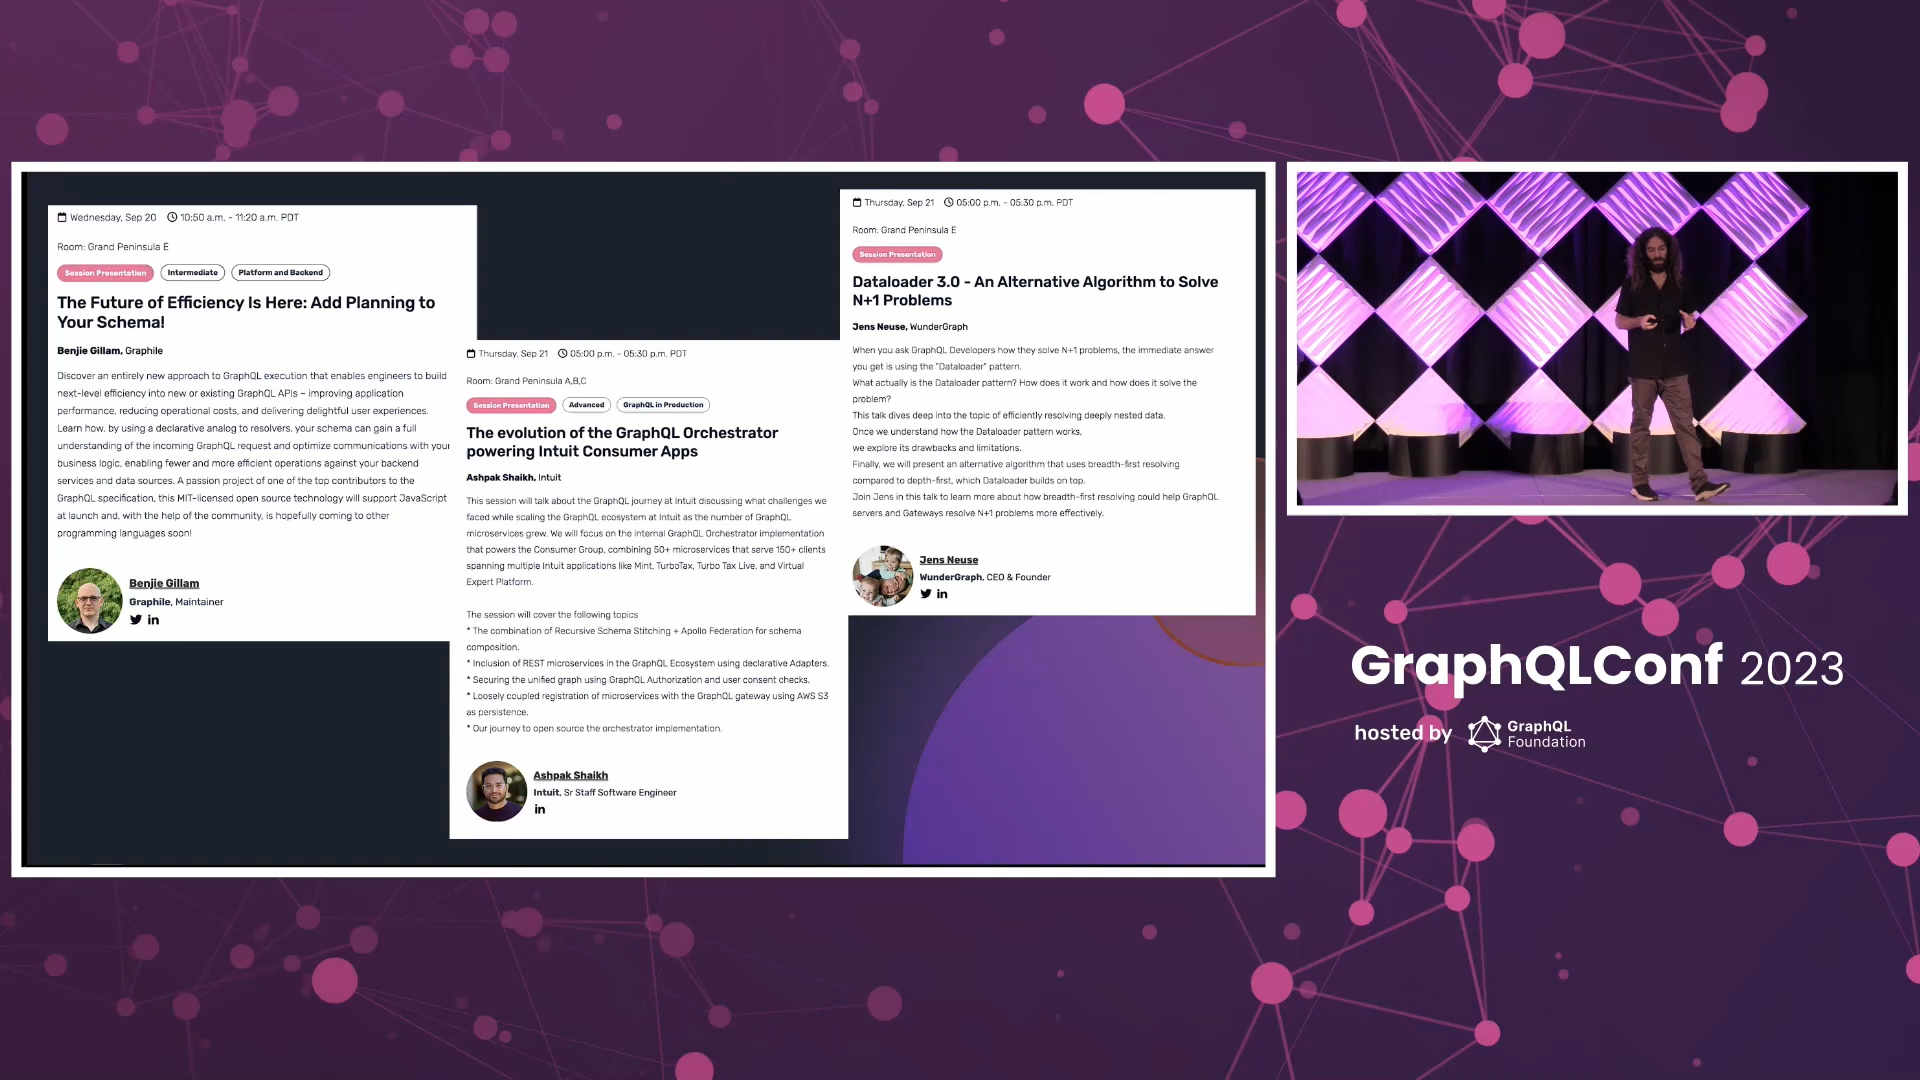 Wednesday, Sep 20 10:50 a.m. - 11:20 a.m. PDT
Room: Grand Peninsula E
Session Presentation Intermediate Platform and Backend
The Future of Efficiency Is Here: Add Planning to
Your Schema!
Benjie Gillam, Graphile
Discover an entirely new approach to GraphQL execution that enables engineers to build
next-level efficiency into new or existing GraphQL APIs – improving application
performance, reducing operational costs, and delivering delightful user experiences.
Learn how, by using a declarative analog to resolvers, your schema can gain a full
understanding of the incoming GraphQL request and optimize communications with your
business logic, enabling fewer and more efficient operations against your backend
services and data sources. A passion project of one of the top contributors to the
GraphQL specification, this MIT-licensed open source technology will support JavaScript
at launch and, with the help of the community, is hopefully coming to other
programming languages soon!
Benjie Gillam
Graphile, Maintainer
Thursday, Sep 21 05:00 p.m. - 05:30 p.m. PDT
Room: Grand Peninsula A,B,C
Session Presentation Advanced GraphQL in Production
The evolution of the GraphQL Orchestrator
powering Intuit Consumer Apps
Ashpak Shaikh, Intuit
This session will talk about the GraphQL journey at Intuit discussing what challenges we
faced while scaling the GraphQL ecosystem at Intuit as the number of GraphQL
microservices grew. We will focus on the internal GraphQL Orchestrator implementation
that powers the Consumer Group, combining 50+ microservices that serve 150+ clients
spanning multiple Intuit applications like Mint, TurboTax, Turbo Tax Live, and Virtual
Expert Platform.
The session will cover the following topics
* The combination of Recursive Schema Stitching + Apollo Federation for schema
composition.
* Inclusion of REST microservices in the GraphQL Ecosystem using declarative Adapters.
* Securing the unified graph using GraphQL Authorization and user consent checks.
* Loosely coupled registration of microservices with the GraphQL gateway using AWS S3
as persistence.
* Our journey to open source the orchestrator implementation.
Ashpak Shaikh
Intuit, Sr Staff Software Engineer
Thursday, Sep 21 05:00 p.m. - 05:30 p.m. PDT
Room: Grand Peninsula E
Session Presentation
Dataloader 3.0 - An Alternative Algorithm to Solve
N+1 Problems
Jens Neuse, WunderGraph
When you ask GraphQL Developers how they solve N+1 problems, the immediate answer
you get is using the "Dataloader" pattern.
What actually is the Dataloader pattern? How does it work and how does it solve the
problem?
This talk dives deep into the topic of efficiently resolving deeply nested data.
Once we understand how the Dataloader pattern works,
we explore its drawbacks and limitations.
Finally, we will present an alternative algorithm that uses breadth-first resolving
compared to depth-first, which Dataloader builds on top.
Join Jens in this talk to learn more about how breadth-first resolving could help GraphQL
servers and Gateways resolve N+1 problems more effectively.
Jens Neuse
WunderGraph, CEO & Founder
GraphQLConf 2023
hosted by GraphQL
Foundation